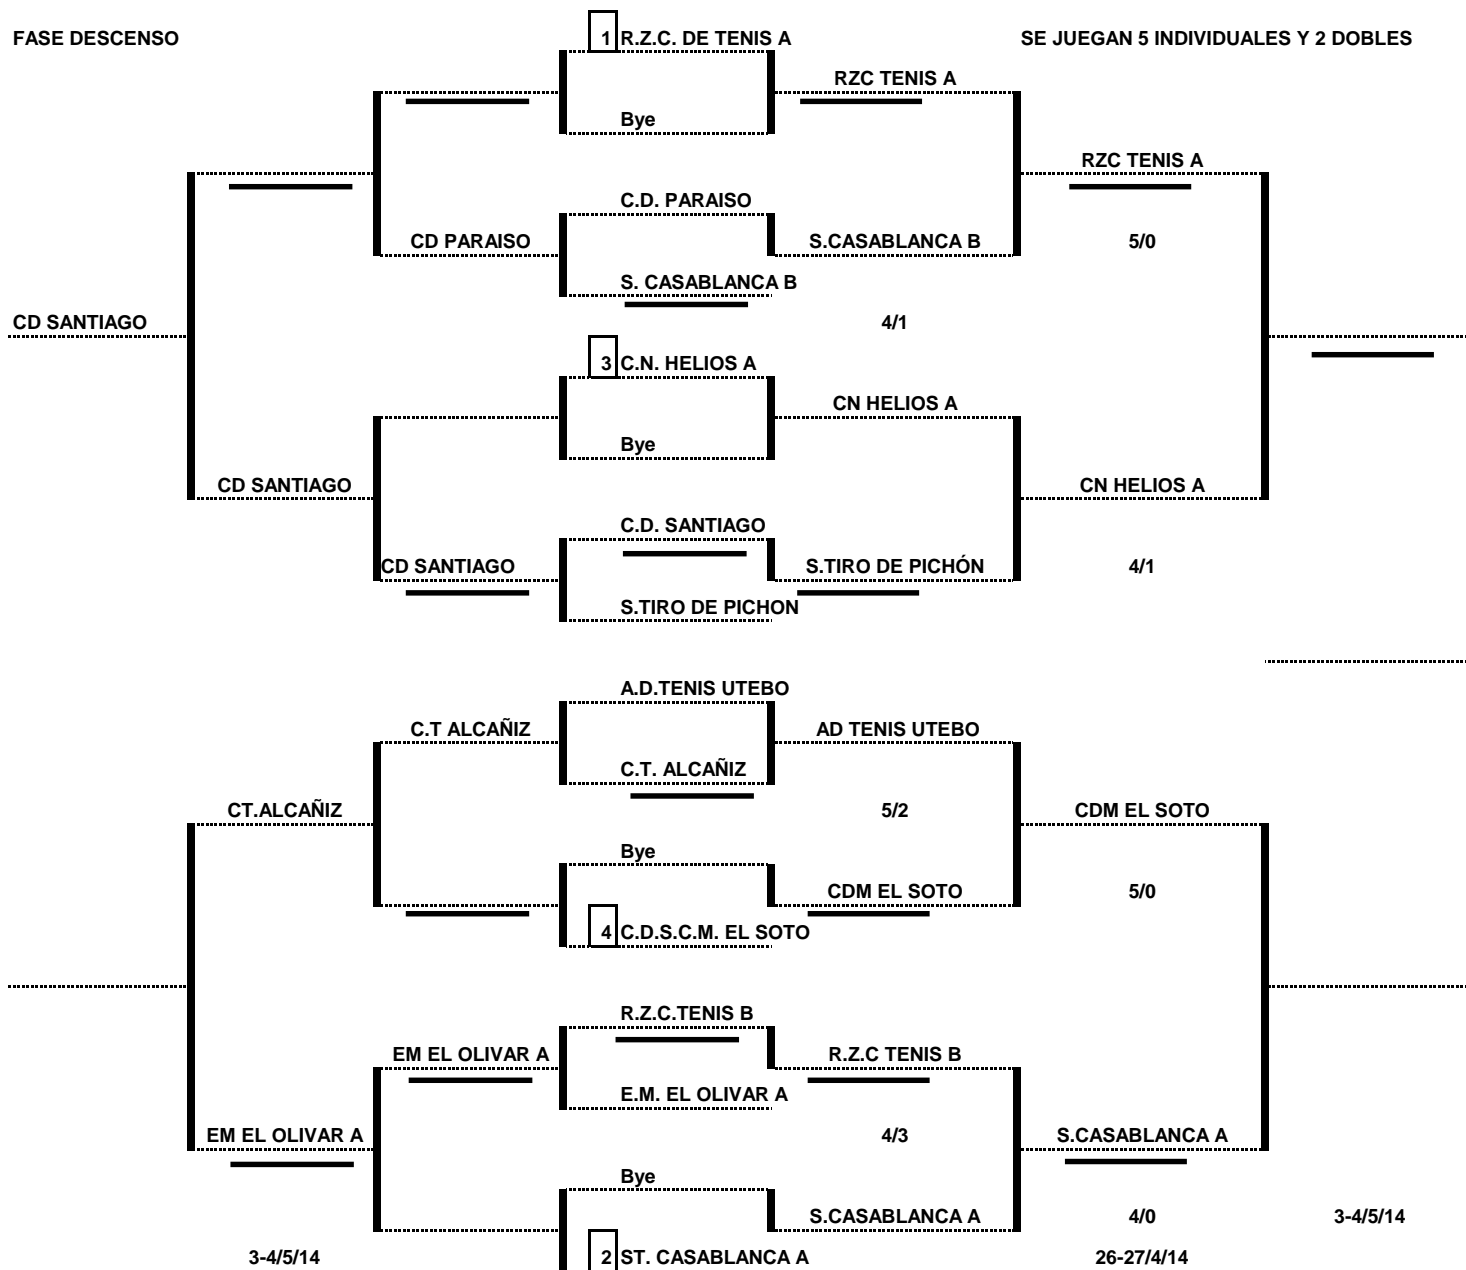 FASE DESCENSO
1 R.Z.C. DE TENIS A
SE JUEGAN 5 INDIVIDUALES Y 2 DOBLES
RZC TENIS A
Bye
RZC TENIS A
C.D. PARAISO
CD PARAISO
S.CASABLANCA B
5/0
S. CASABLANCA B
CD SANTIAGO
4/1
3 C.N. HELIOS A
CN HELIOS A
Bye
CD SANTIAGO
CN HELIOS A
C.D. SANTIAGO
CD SANTIAGO
S.TIRO DE PICHÓN
4/1
S.TIRO DE PICHON
A.D.TENIS UTEBO
C.T ALCAÑIZ
AD TENIS UTEBO
C.T. ALCAÑIZ
CT.ALCAÑIZ
5/2
CDM EL SOTO
Bye
CDM EL SOTO
5/0
4 C.D.S.C.M. EL SOTO
R.Z.C.TENIS B
EM EL OLIVAR A
R.Z.C TENIS B
E.M. EL OLIVAR A
EM EL OLIVAR A
4/3
S.CASABLANCA A
Bye
S.CASABLANCA A
4/0
3-4/5/14
3-4/5/14
2 ST. CASABLANCA A
26-27/4/14